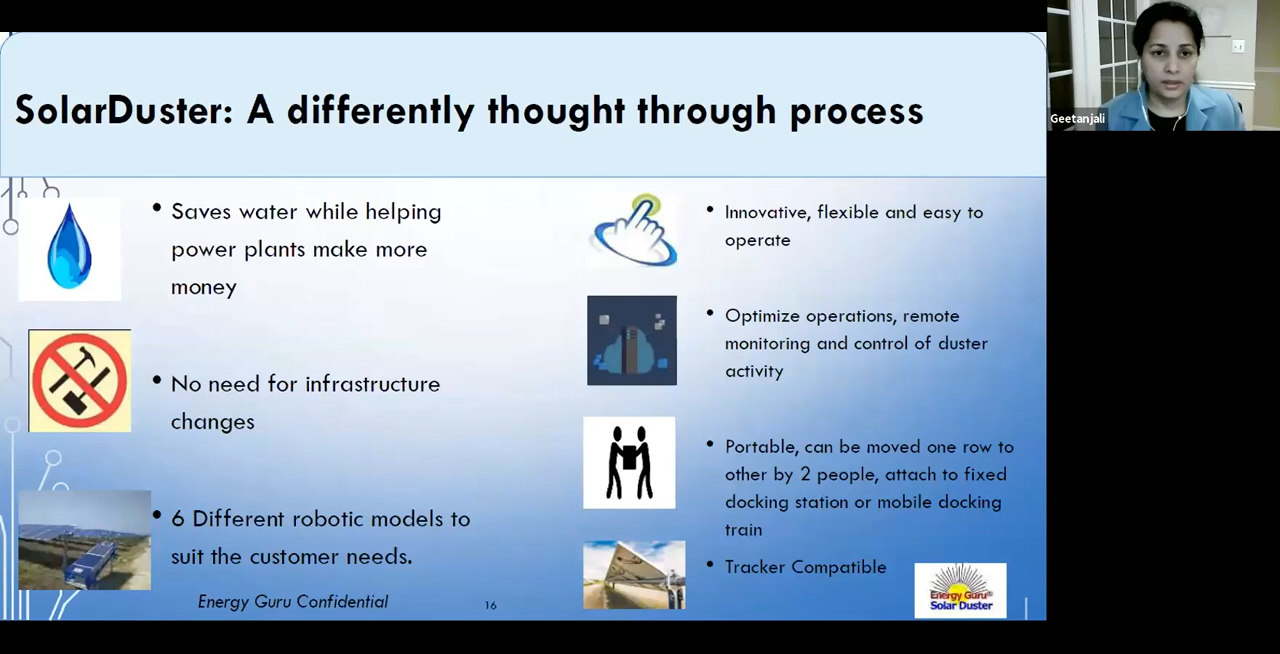 SolarDuster: A differently thought through process
Geetanjali
• Saves water while helping
power plants make more
money
• No need for infrastructure
changes
• 6 Different robotic models to
suit the customer needs.
• Innovative, flexible and easy to
operate
• Optimize operations, remote
monitoring and control of duster
activity
• Portable, can be moved one row to
other by 2 people, attach to fixed
docking station or mobile docking
train
• Tracker Compatible
Energy Guru®
Solar Duster
Energy Guru Confidential
16